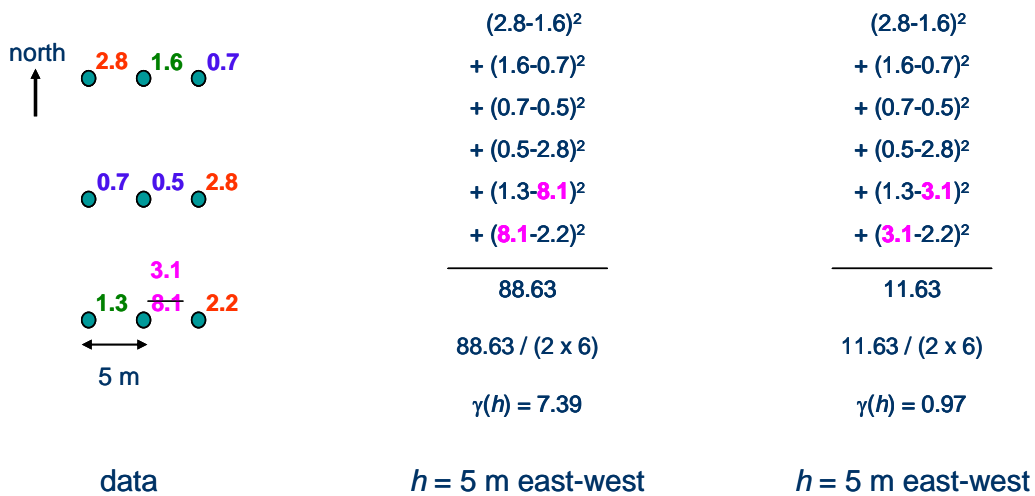 north
2.8 1.6 0.7
0.7 0.5 2.8
3.1
1.3 8.1 2.2
5 m
data
(2.8-1.6)²
+ (1.6-0.7)²
+ (0.7-0.5)²
+ (0.5-2.8)²
+ (1.3-8.1)²
+ (8.1-2.2)²
88.63
88.63 / (2 x 6)
γ(h) = 7.39
h = 5 m east-west
(2.8-1.6)²
+ (1.6-0.7)²
+ (0.7-0.5)²
+ (0.5-2.8)²
+ (1.3-3.1)²
+ (3.1-2.2)²
11.63
11.63 / (2 x 6)
γ(h) = 0.97
h = 5 m east-west